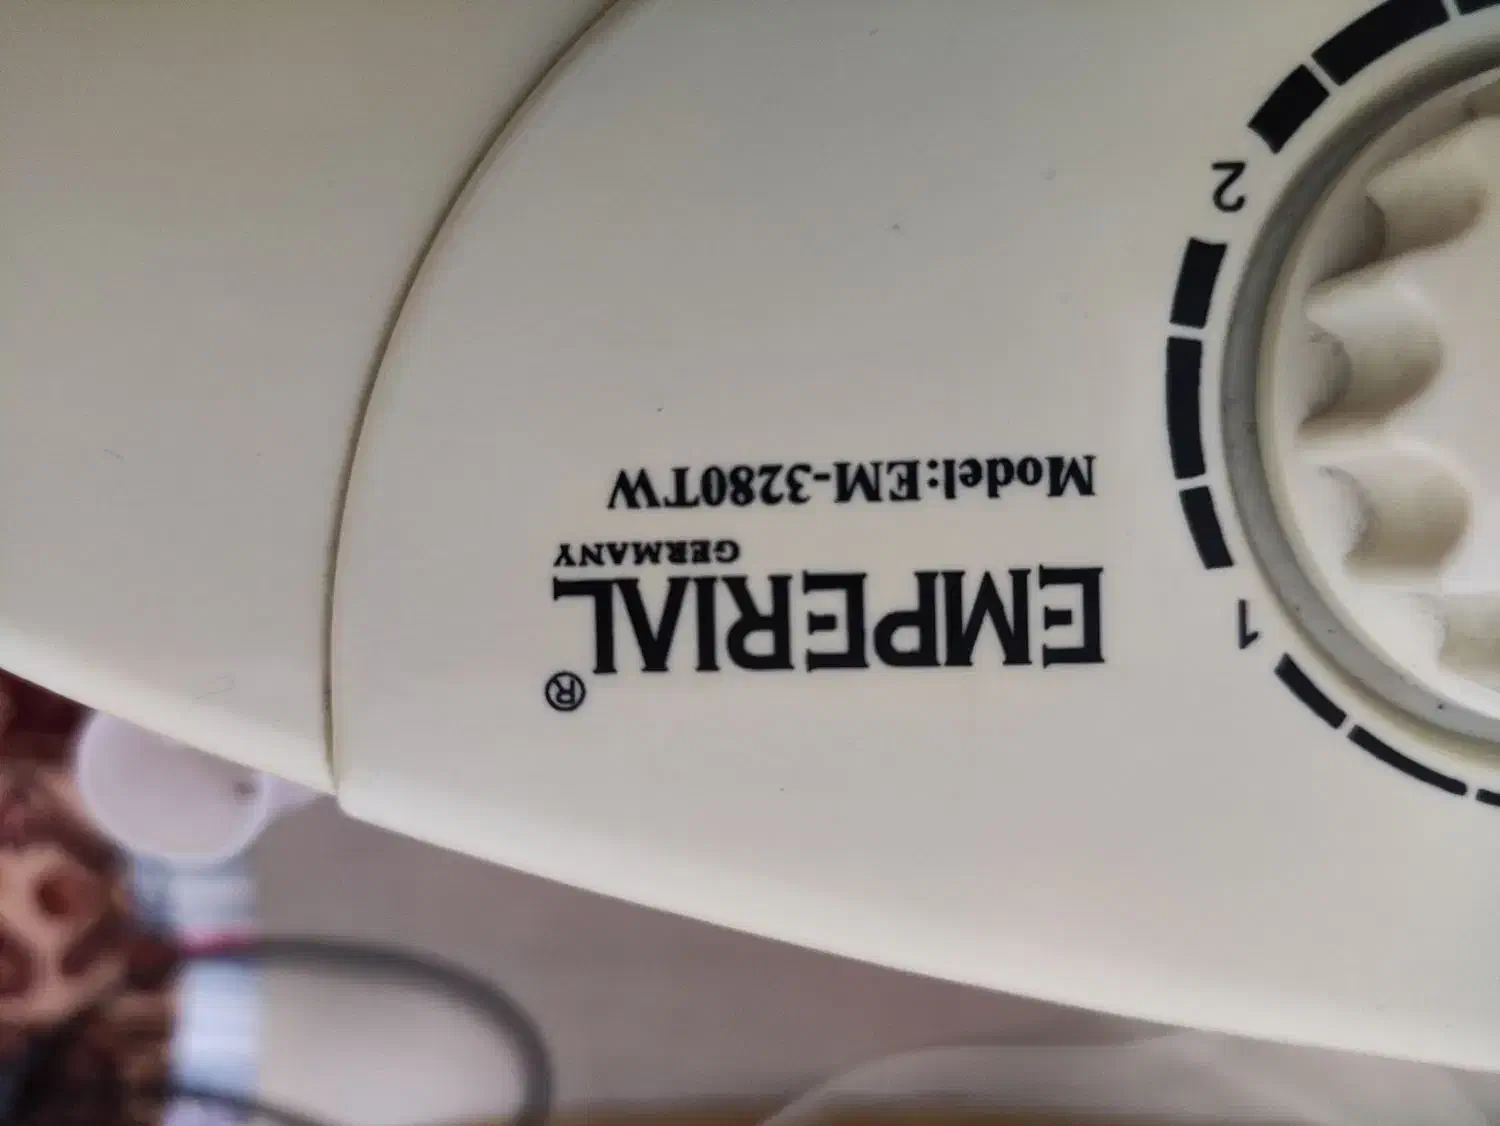 ®
EMPERIAL
GERMANY
Model:EM-3280TW
1
2